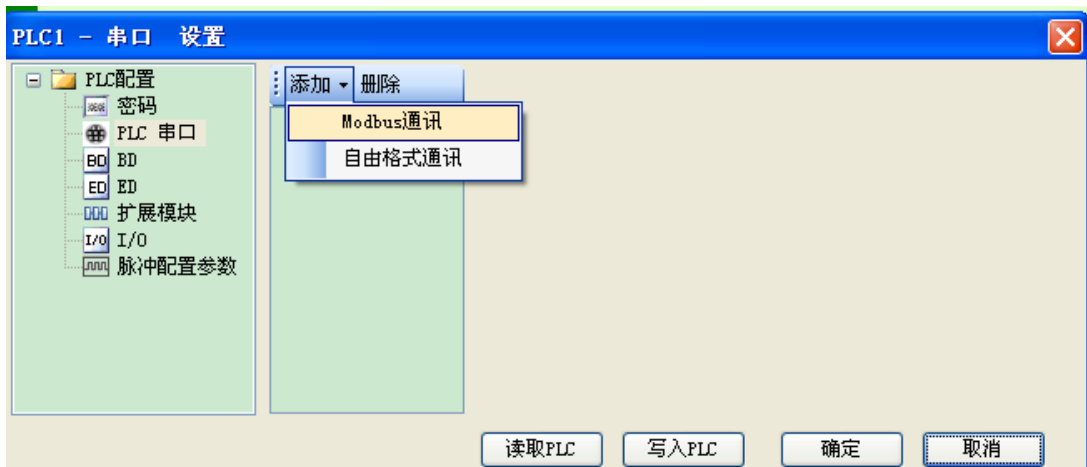 PLC1 - 串口 设置
PLC配置
密码
PLC 串口
BD BD
ED ED
扩展模块
I/O I/O
脉冲配置参数
添加 删除
Modbus通讯
自由格式通讯
读取PLC 写入PLC 确定 取消